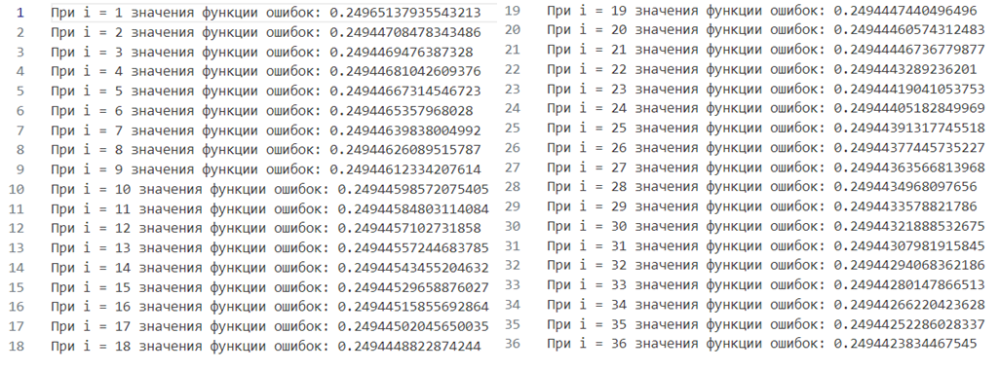 1 При i = 1 значения функции ошибок: 0.24965137935543213
2 При i = 2 значения функции ошибок: 0.24944708478343486
3 При i = 3 значения функции ошибок: 0.2494469476387328
4 При i = 4 значения функции ошибок: 0.24944681042609376
5 При i = 5 значения функции ошибок: 0.24944667314546723
6 При i = 6 значения функции ошибок: 0.2494465357968028
7 При i = 7 значения функции ошибок: 0.24944639838004992
8 При i = 8 значения функции ошибок: 0.24944626089515787
9 При i = 9 значения функции ошибок: 0.24944612334207614
10 При i = 10 значения функции ошибок: 0.24944598572075405
11 При i = 11 значения функции ошибок: 0.24944584803114084
12 При i = 12 значения функции ошибок: 0.2494457102731858
13 При i = 13 значения функции ошибок: 0.24944557244683785
14 При i = 14 значения функции ошибок: 0.24944543455204632
15 При i = 15 значения функции ошибок: 0.24944529658876027
16 При i = 16 значения функции ошибок: 0.24944515855692864
17 При i = 17 значения функции ошибок: 0.24944502045650035
18 При i = 18 значения функции ошибок: 0.2494448822874244
19 При i = 19 значения функции ошибок: 0.2494447440496496
20 При i = 20 значения функции ошибок: 0.24944460574312483
21 При i = 21 значения функции ошибок: 0.24944446736779877
22 При i = 22 значения функции ошибок: 0.2494443289236201
23 При i = 23 значения функции ошибок: 0.24944419041053753
24 При i = 24 значения функции ошибок: 0.24944405182849969
25 При i = 25 значения функции ошибок: 0.24944391317745518
26 При i = 26 значения функции ошибок: 0.24944377445735227
27 При i = 27 значения функции ошибок: 0.24944363566813968
28 При i = 28 значения функции ошибок: 0.2494434968097656
29 При i = 29 значения функции ошибок: 0.2494433578821786
30 При i = 30 значения функции ошибок: 0.24944321888532675
31 При i = 31 значения функции ошибок: 0.24944307981915845
32 При i = 32 значения функции ошибок: 0.24944294068362186
33 При i = 33 значения функции ошибок: 0.24944280147866513
34 При i = 34 значения функции ошибок: 0.24944266220423628
35 При i = 35 значения функции ошибок: 0.24944252286028337
36 При i = 36 значения функции ошибок: 0.2494423834467545